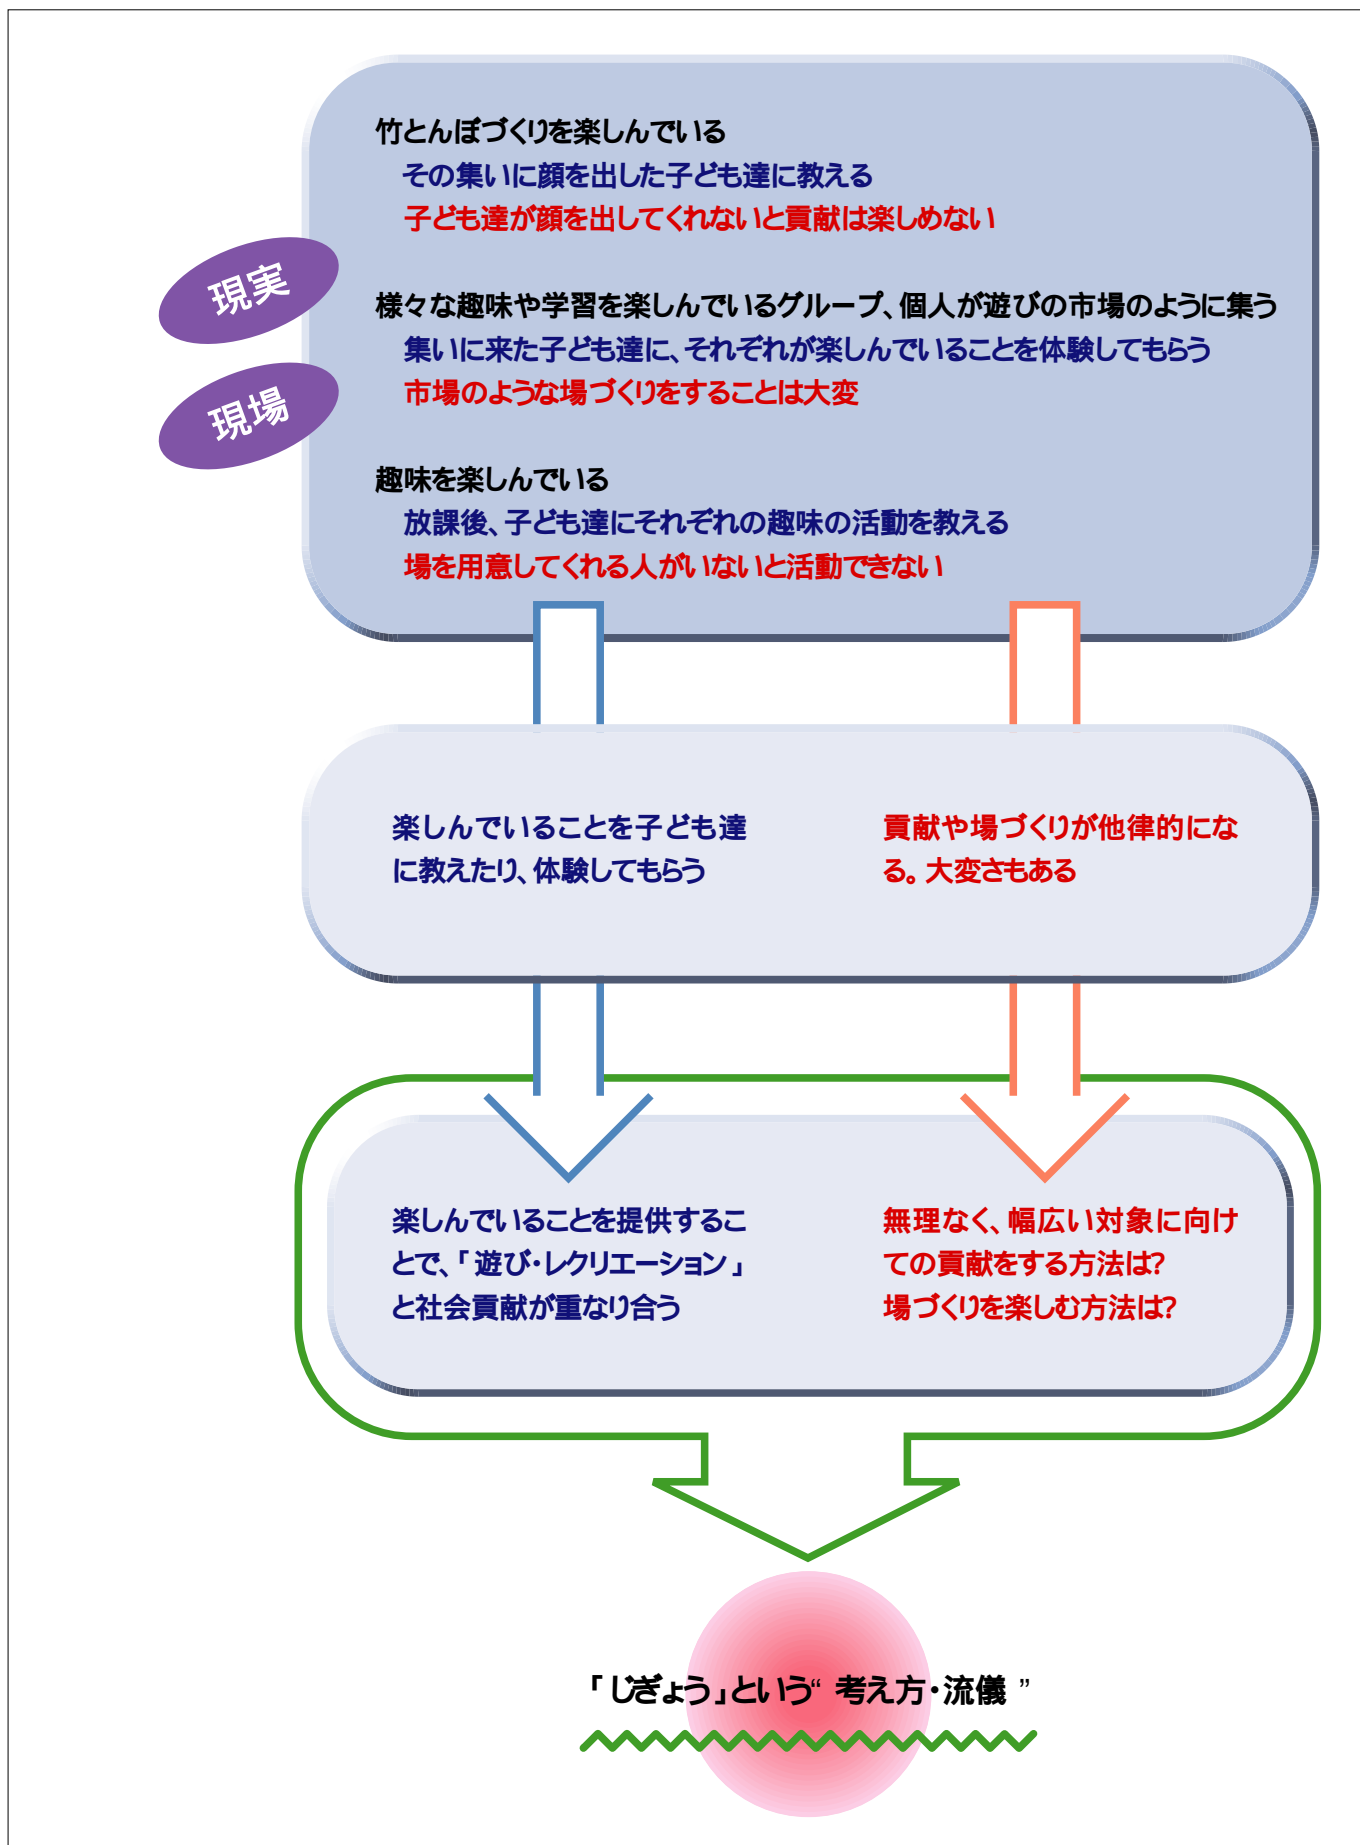 竹とんぼづくりを楽しんでいる
その集いに顔を出した子ども達に教える
子ども達が顔を出してくれないと貢献は楽しめない
現実
様々な趣味や学習を楽しんでいるグループ、個人が遊びの市場のように集う
集いに来た子ども達に、それぞれが楽しんでいることを体験してもらう
市場のような場づくりをすることは大変
現場
趣味を楽しんでいる
放課後、子ども達にそれぞれの趣味の活動を教える
場を用意してくれる人がいないと活動できない
楽しんでいることを子ども達
に教えたり、体験してもらう
貢献や場づくりが他律的にな
る。大変さもある
楽しんでいることを提供するこ
とで、「遊び・レクリエーション」
と社会貢献が重なり合う
無理なく、幅広い対象に向け
ての貢献をする方法は?
場づくりを楽しむ方法は?
「じぎょう」という“考え方・流儀”